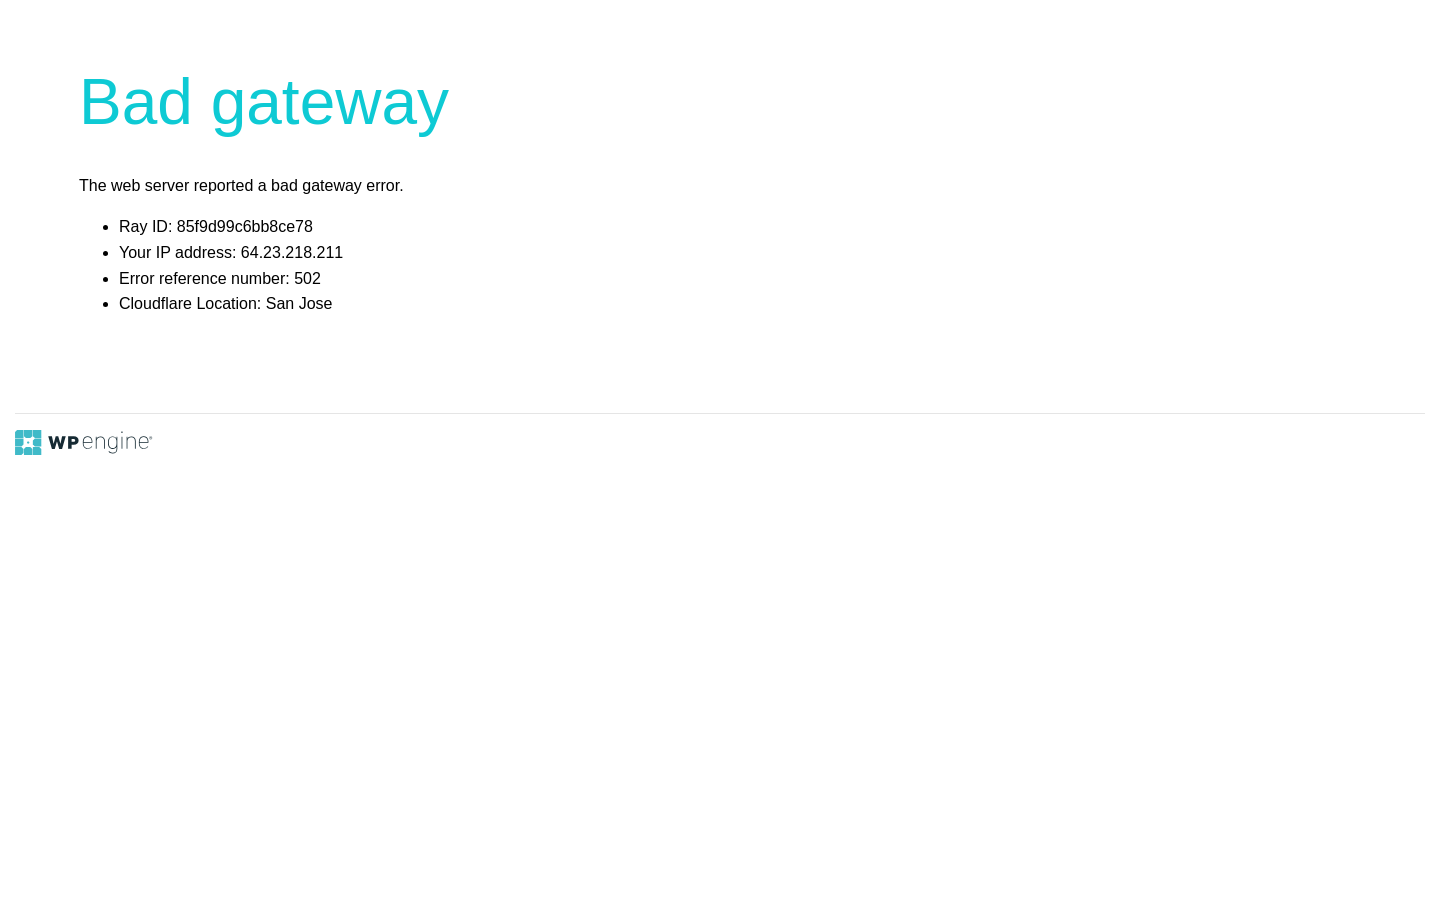 Bad gateway
The web server reported a bad gateway error.
Ray ID: 85f9d99c6bb8ce78
Your IP address: 64.23.218.211
Error reference number: 502
Cloudflare Location: San Jose
WP engine®